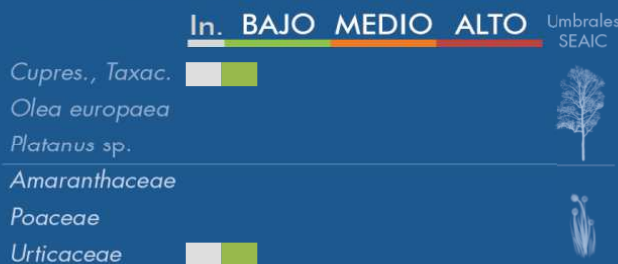 In. BAJO MEDIO ALTO Umbrales
SEAIC
Cupres., Taxac.
Olea europaea
Platanus sp.
Amaranthaceae
Poaceae
Urticaceae